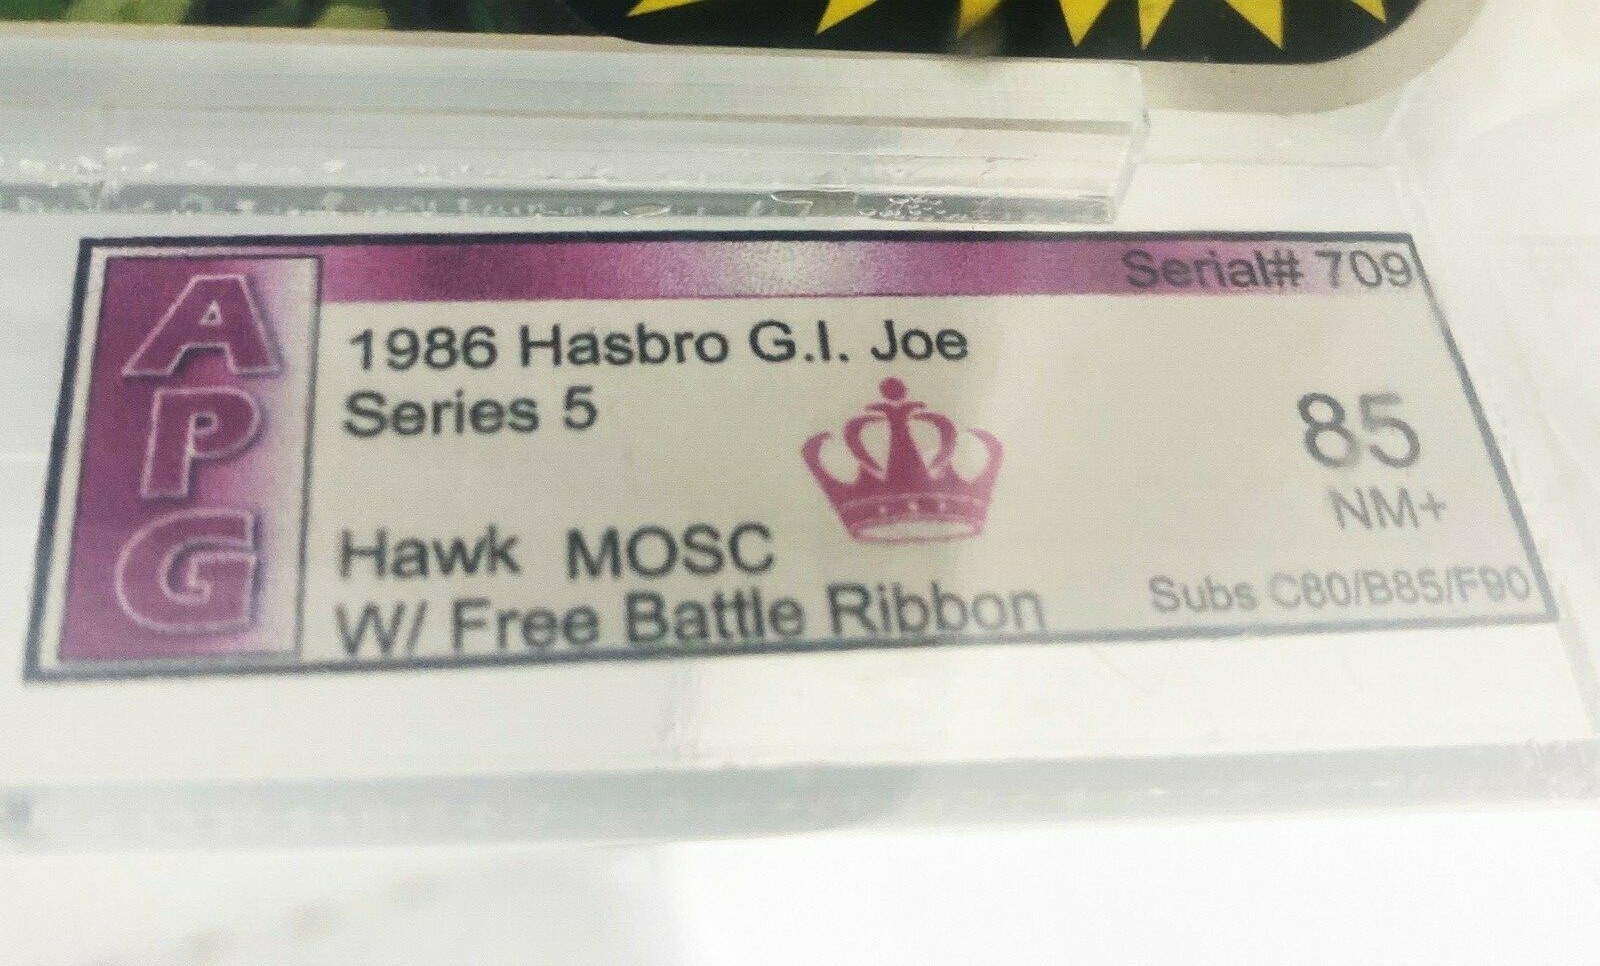 APG
Serial# 709
1986 Hasbro G.I. Joe
Series 5
85
NM+
Hawk MOSC
W/ Free Battle Ribbon
Subs C80/B85/F90